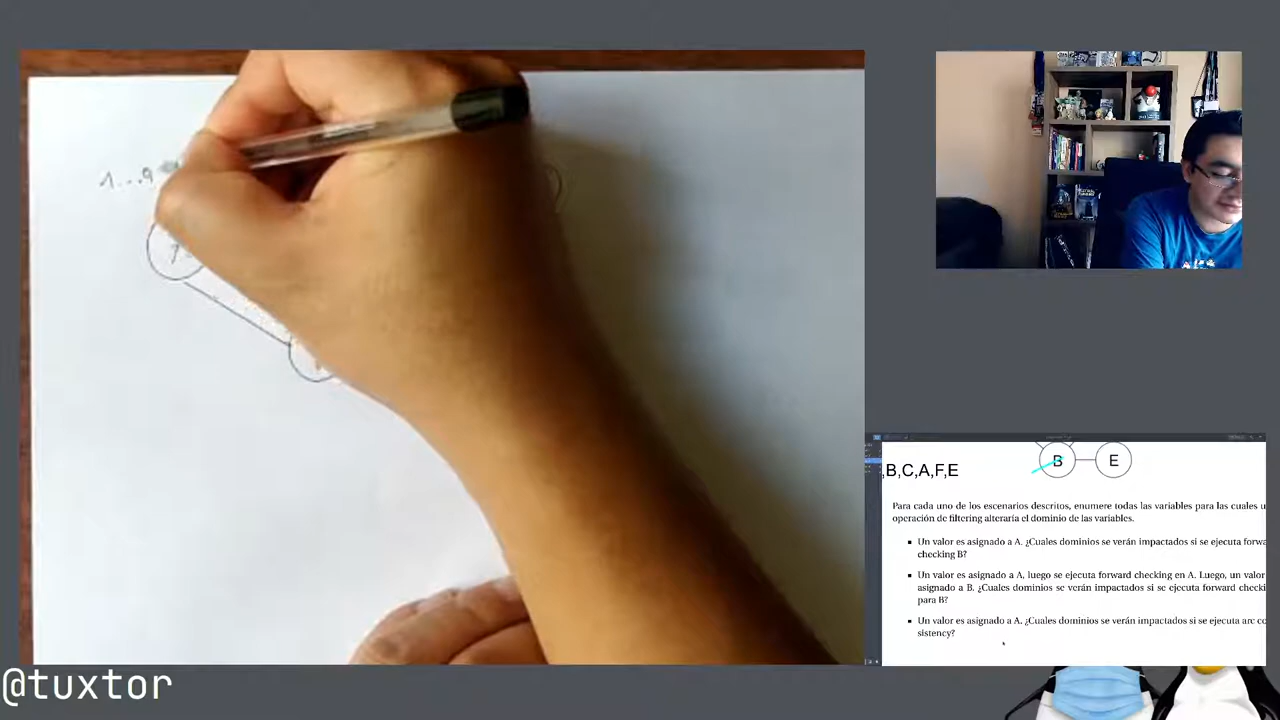 1...9
B
E
,B,C,A,F,E
Para cada uno de los escenarios descritos, enumere todas las variables para las cuales u
operación de filtering alteraría el dominio de las variables.
Un valor es asignado a A. ¿Cuales dominios se verán impactados si se ejecuta forwa
checking B?
Un valor es asignado a A, luego se ejecuta forward checking en A. Luego, un valor
asignado a B. ¿Cuales dominios se verán impactados si se ejecuta forward checki
para B?
Un valor es asignado a A. ¿Cuales dominios se verán impactados si se ejecuta arc co
sistency?
@tuxtor